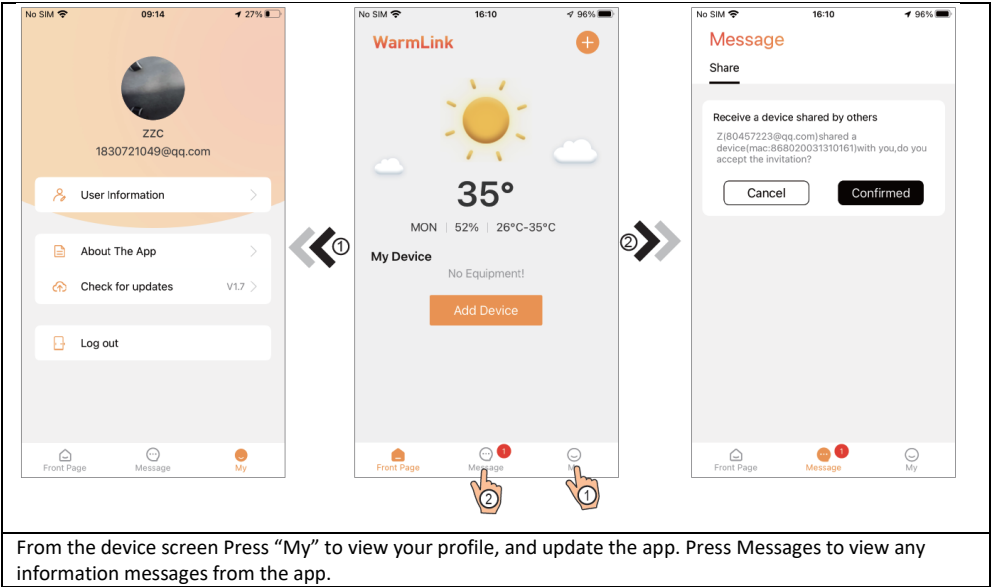 No SIM 09:14 27%
ZZC
1830721049@qq.com
User Information
About The App
Check for updates V1.7
Log out
Front Page Message My
①
No SIM 16:10 96%
WarmLink
35°
MON 52% 26°C-35°C
My Device
No Equipment!
Add Device
1
Front Page Message My
② ①
②
No SIM 16:10 96%
Message
Share
Receive a device shared by others
Z(80457223@qq.com)shared a
device(mac:868020031310161)with you,do you
accept the invitation?
Cancel Confirmed
1
Front Page Message My
From the device screen Press “My” to view your profile, and update the app. Press Messages to view any
information messages from the app.